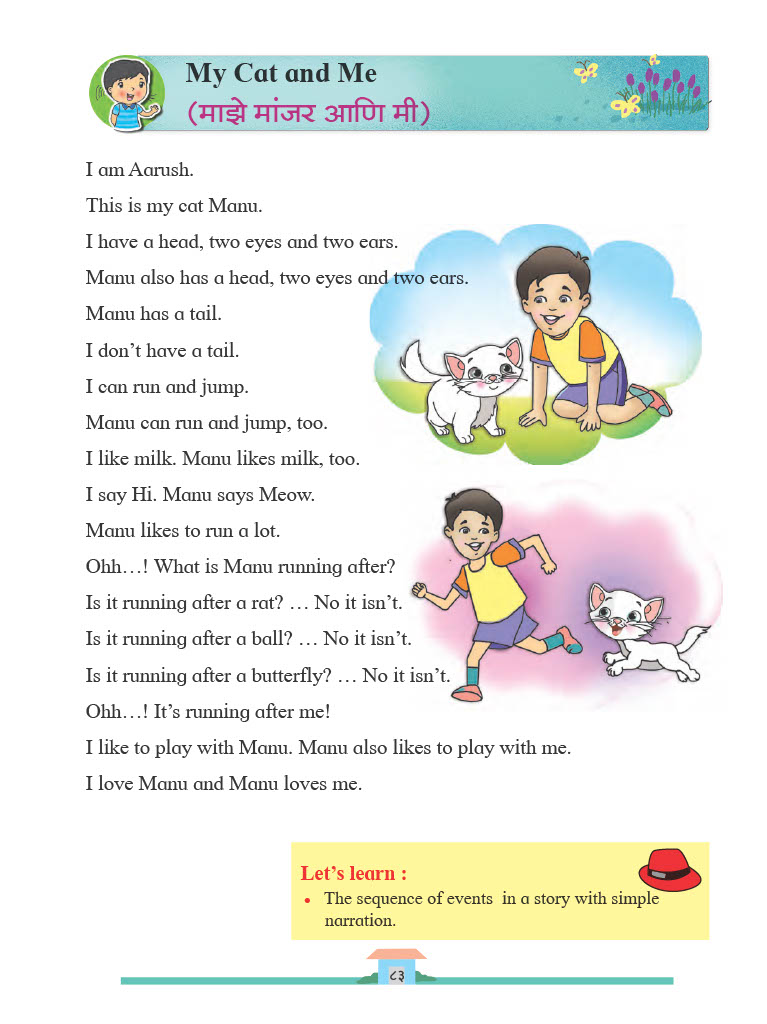 My Cat and Me
(माझे मांजर आणि मी)
I am Aarush.
This is my cat Manu.
I have a head, two eyes and two ears.
Manu also has a head, two eyes and two ears.
Manu has a tail.
I don’t have a tail.
I can run and jump.
Manu can run and jump, too.
I like milk. Manu likes milk, too.
I say Hi. Manu says Meow.
Manu likes to run a lot.
Ohh…! What is Manu running after?
Is it running after a rat? … No it isn’t.
Is it running after a ball? … No it isn’t.
Is it running after a butterfly? … No it isn’t.
Ohh…! It’s running after me!
I like to play with Manu. Manu also likes to play with me.
I love Manu and Manu loves me.
Let’s learn :
• The sequence of events in a story with simple
narration.
८३